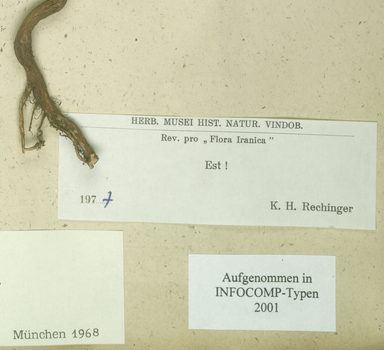 HERB. MUSEI HIST. NATUR. VINDOB.
Rev. pro „Flora Iranica"
Est !
197 7
K. H. Rechinger
Aufgenommen in
INFOCOMP-Typen
2001
München 1968